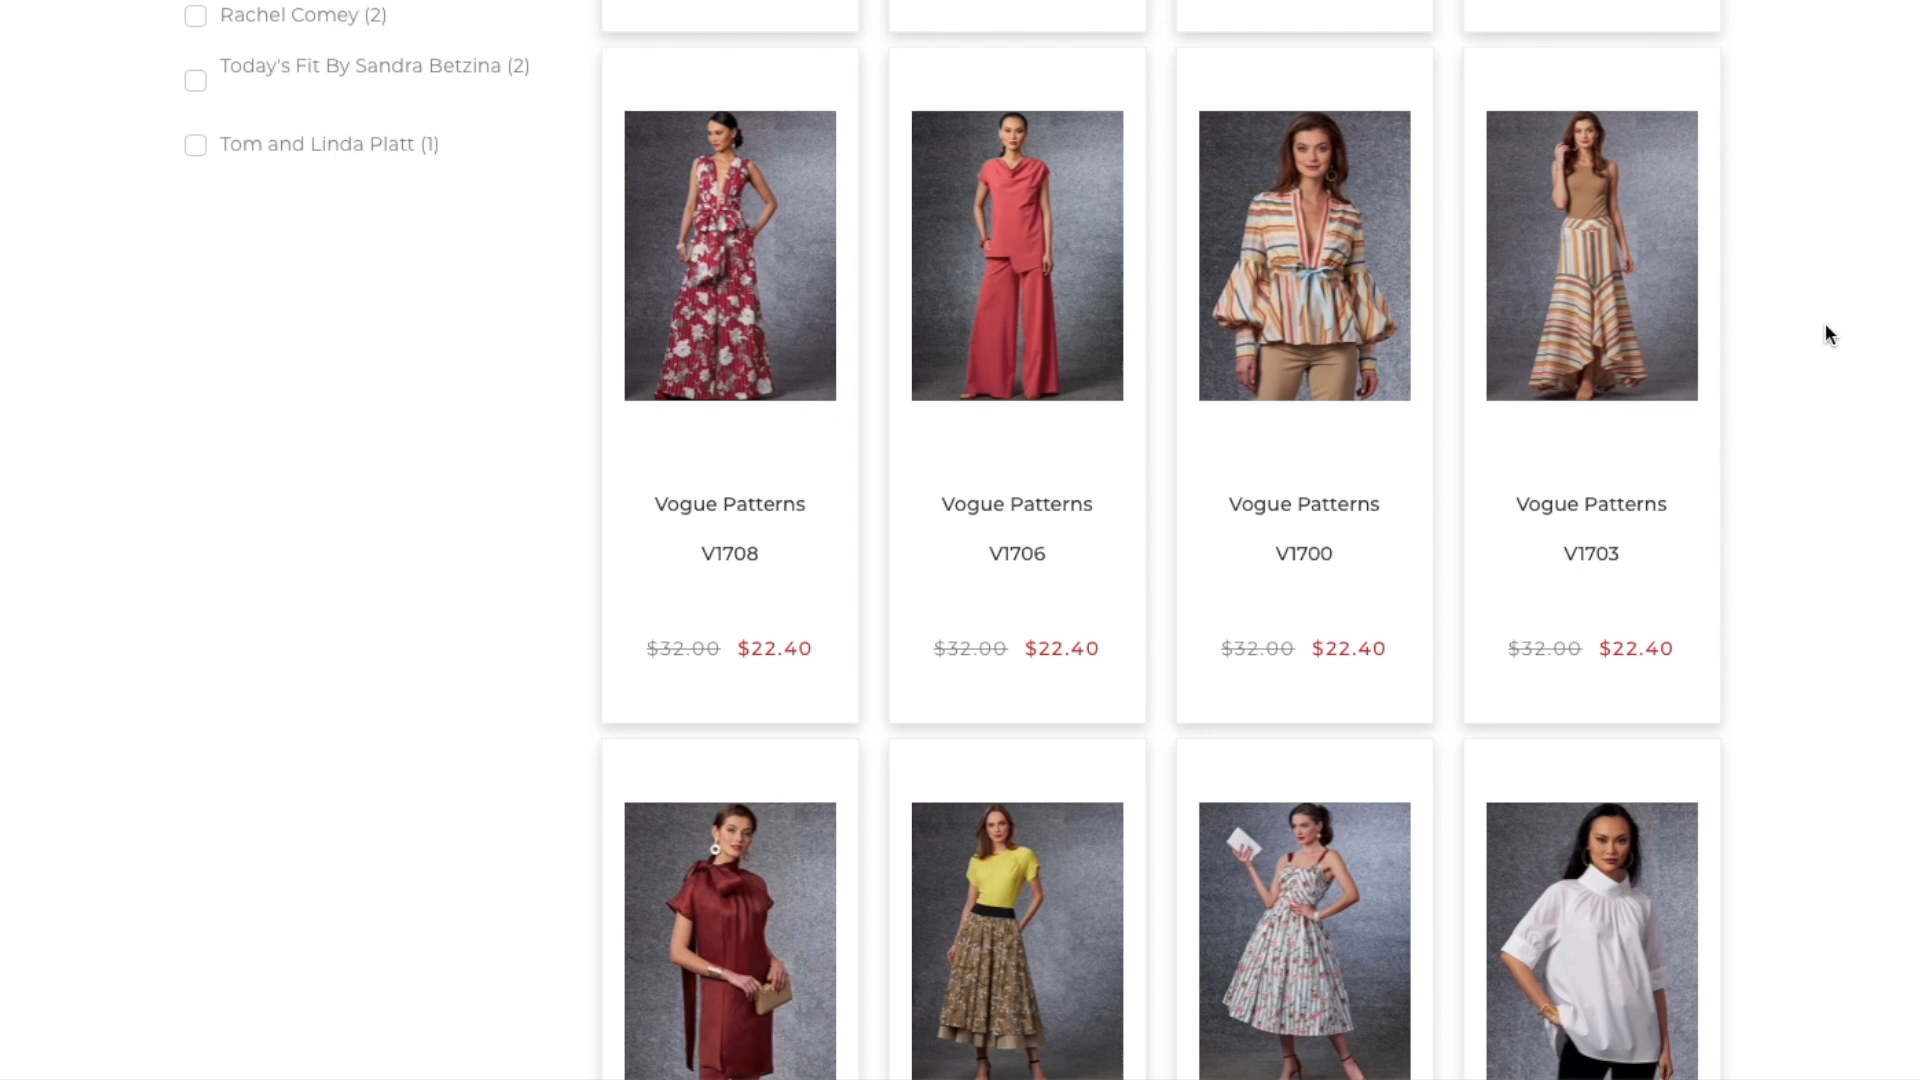 Rachel Comey (2)
Today's Fit By Sandra Betzina (2)
Tom and Linda Platt (1)
Vogue Patterns
V1708
$32.00 $22.40
Vogue Patterns
V1706
$32.00 $22.40
Vogue Patterns
V1700
$32.00 $22.40
Vogue Patterns
V1703
$32.00 $22.40